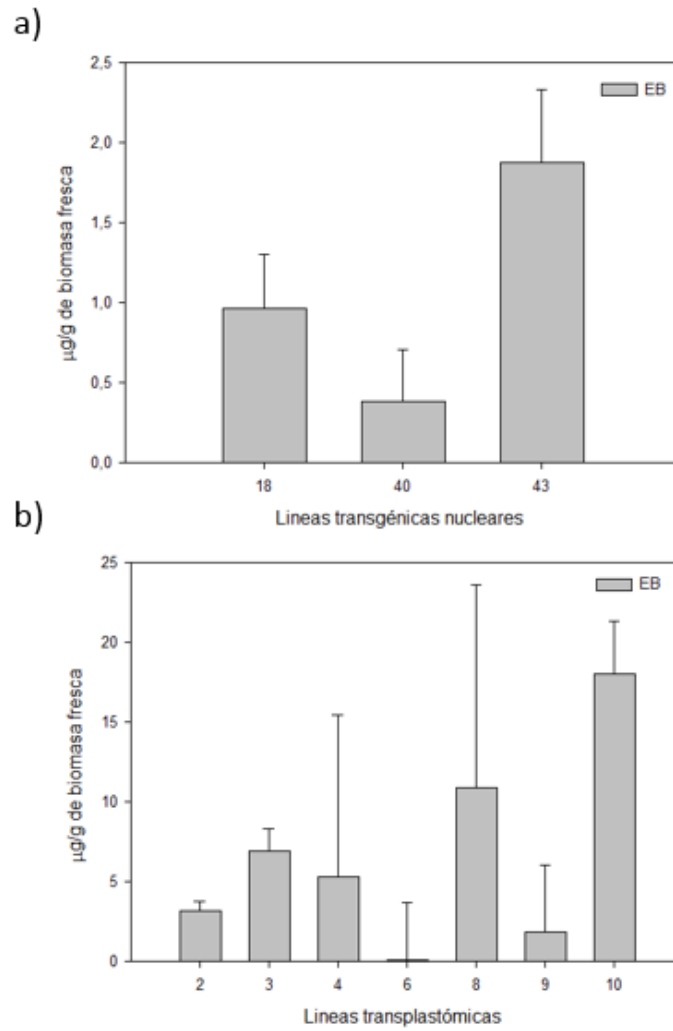 a)
2,5
2,0
1,5
1,0
0,5
0,0
µg/g de biomasa fresca
EB
18 40 43
Lineas transgénicas nucleares
b)
25
20
15
10
5
0
µg/g de biomasa fresca
EB
2 3 4 6 8 9 10
Lineas transplastómicas